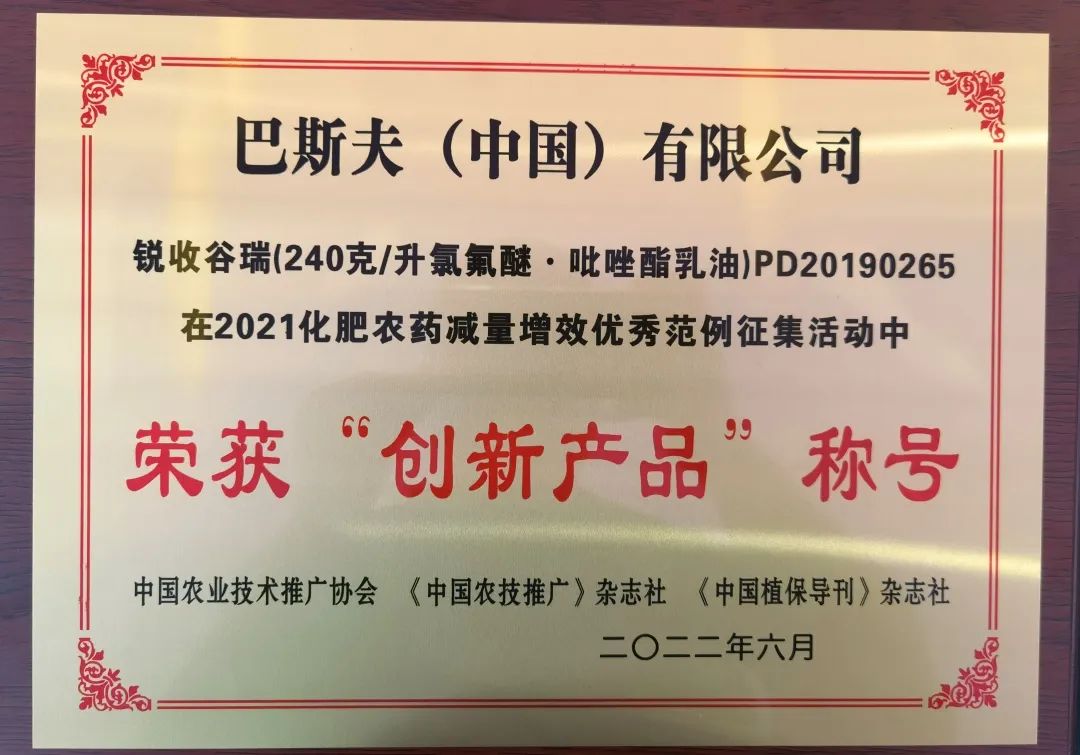 巴斯夫（中国）有限公司
锐收谷瑞(240克/升氯氟醚·吡唑酯乳油)PD20190265
在2021化肥农药减量增效优秀范例征集活动中
荣获“创新产品”称号
中国农业技术推广协会 《中国农技推广》杂志社 《中国植保导刊》杂志社
二〇二二年六月